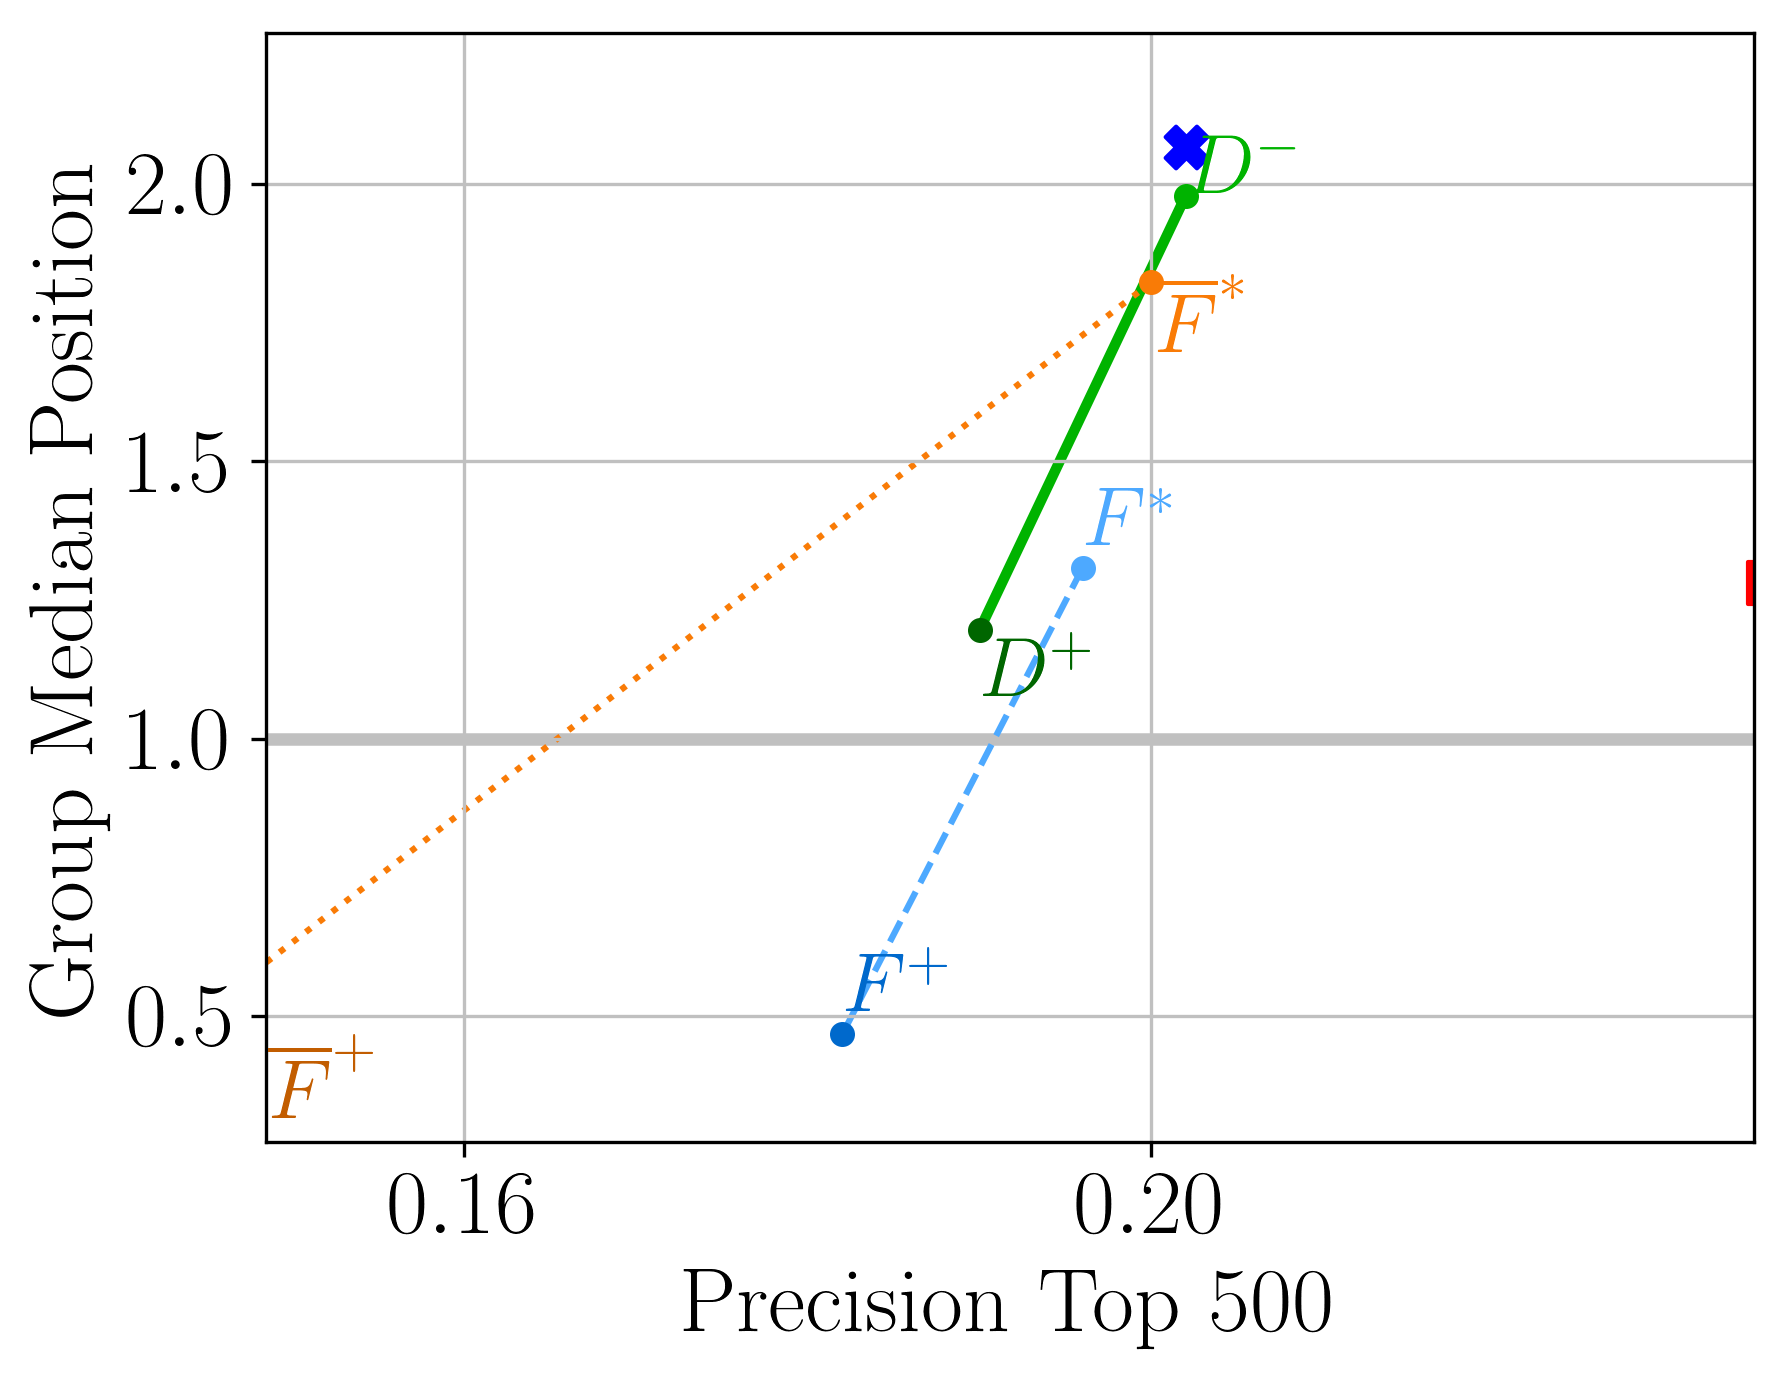 Group Median Position
2.0
1.5
1.0
0.5
D⁻
F̅*
F*
D⁺
F⁺
F̅⁺
0.16
0.20
Precision Top 500